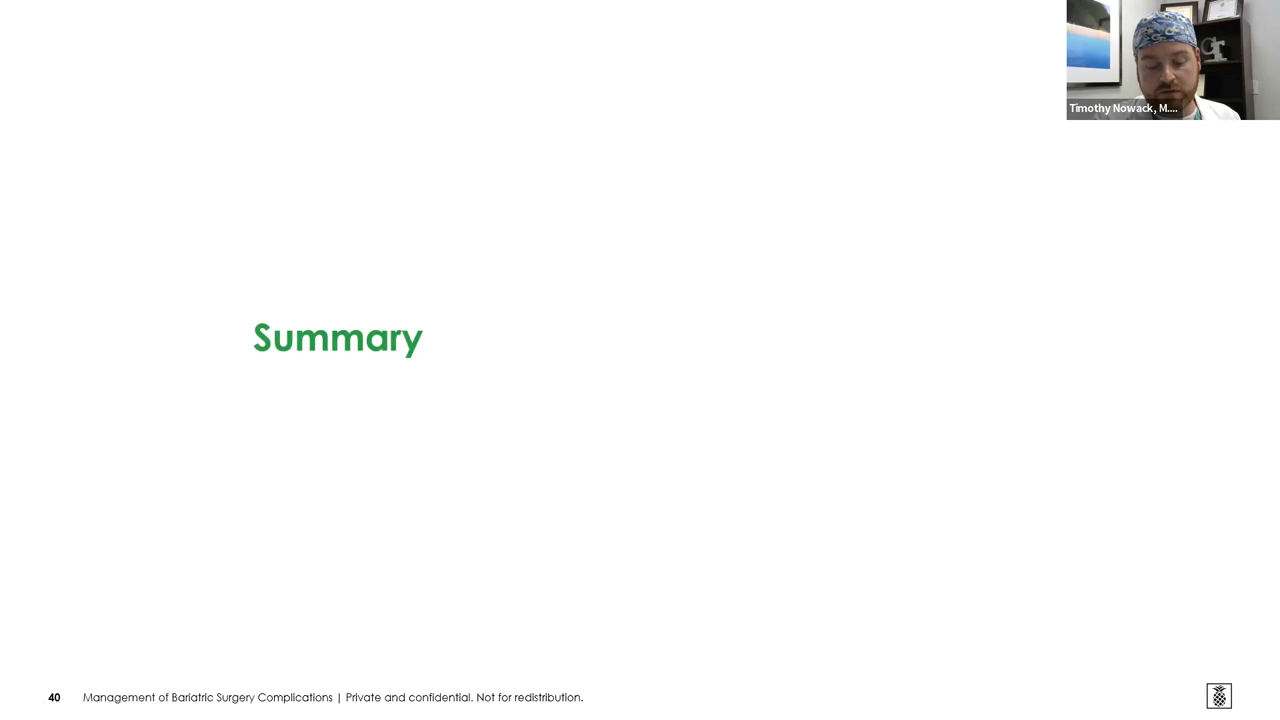 Timothy Nowack, M....
Summary
40 Management of Bariatric Surgery Complications | Private and confidential. Not for redistribution.